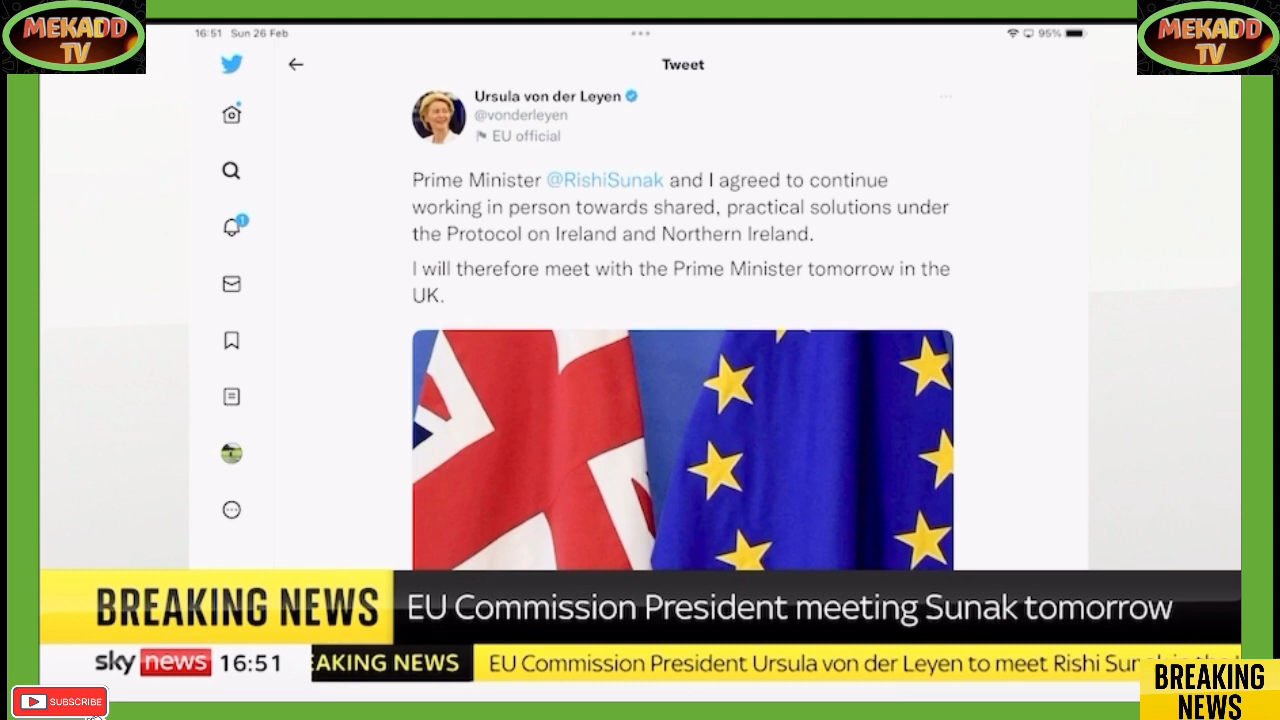 MEKADD
TV
MEKADD
TV
16:51 Sun 26 Feb
95%
Tweet
Ursula von der Leyen
@vonderleyen
EU official
1
Prime Minister @RishiSunak and I agreed to continue
working in person towards shared, practical solutions under
the Protocol on Ireland and Northern Ireland.
I will therefore meet with the Prime Minister tomorrow in the
UK.
BREAKING NEWS
EU Commission President meeting Sunak tomorrow
sky news 16:51
AKING NEWS
EU Commission President Ursula von der Leyen to meet Rishi
BREAKING
NEWS
SUBSCRIBE